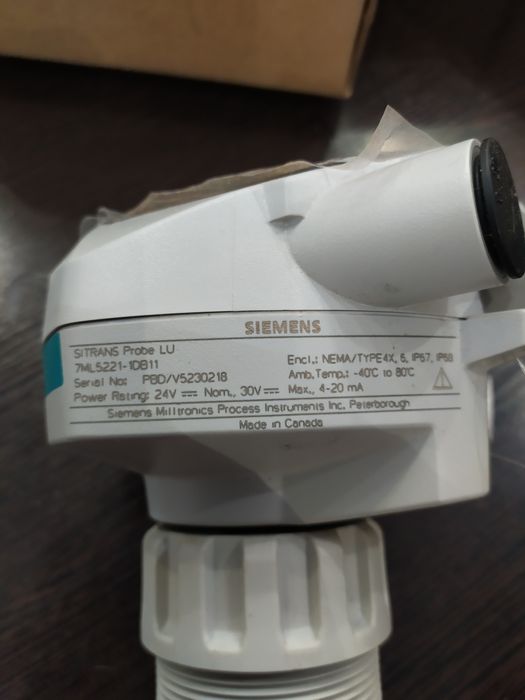 SIEMENS
SITRANS Probe LU
7ML5221-1DB11
Serial No: PBD/V5230218
Power Rating: 24V ⎓ Nom., 30V ⎓ Max., 4-20 mA
Encl.: NEMA/TYPE4X, 6, IP67, IP68
Amb.Temp.: -40°C to 80°C
Siemens Milltronics Process Instruments Inc. Peterborough
Made in Canada